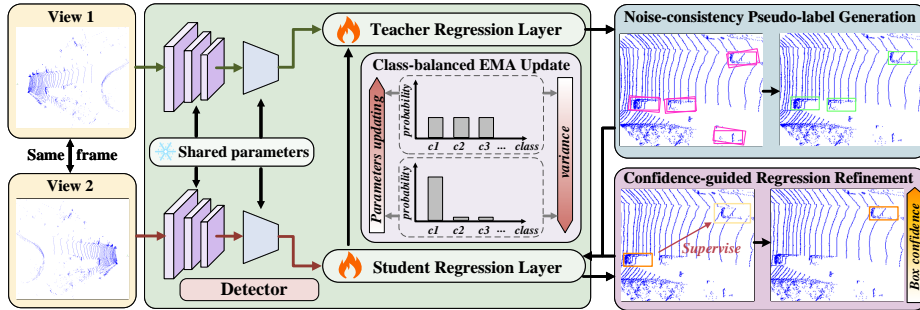 View 1
Same frame
View 2
Shared parameters
Detector
Teacher Regression Layer
Class-balanced EMA Update
Parameters updating
probability
c1 c2 c3 ... class
probability
c1 c2 c3 ... class
variance
Student Regression Layer
Noise-consistency Pseudo-label Generation
Confidence-guided Regression Refinement
Supervise
Box confidence